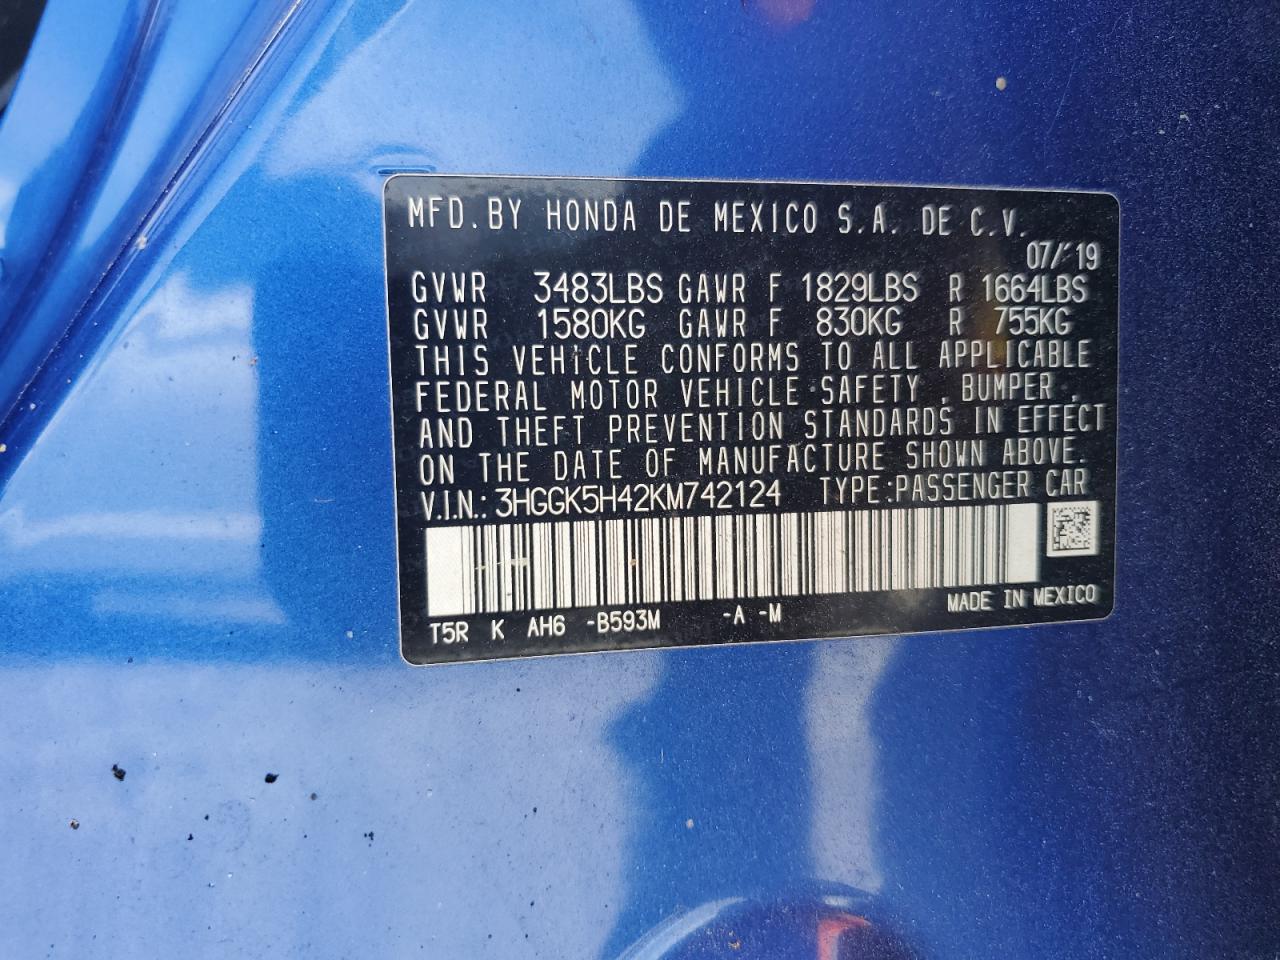 MFD. BY HONDA DE MEXICO S.A. DE C.V.
07/19
GVWR 3483LBS GAWR F 1829LBS R 1664LBS
GVWR 1580KG GAWR F 830KG R 755KG
THIS VEHICLE CONFORMS TO ALL APPLICABLE
FEDERAL MOTOR VEHICLE SAFETY , BUMPER ,
AND THEFT PREVENTION STANDARDS IN EFFECT
ON THE DATE OF MANUFACTURE SHOWN ABOVE.
V.I.N.: 3HGGK5H42KM742124 TYPE:PASSENGER CAR
T5R K AH6 -B593M -A -M MADE IN MEXICO